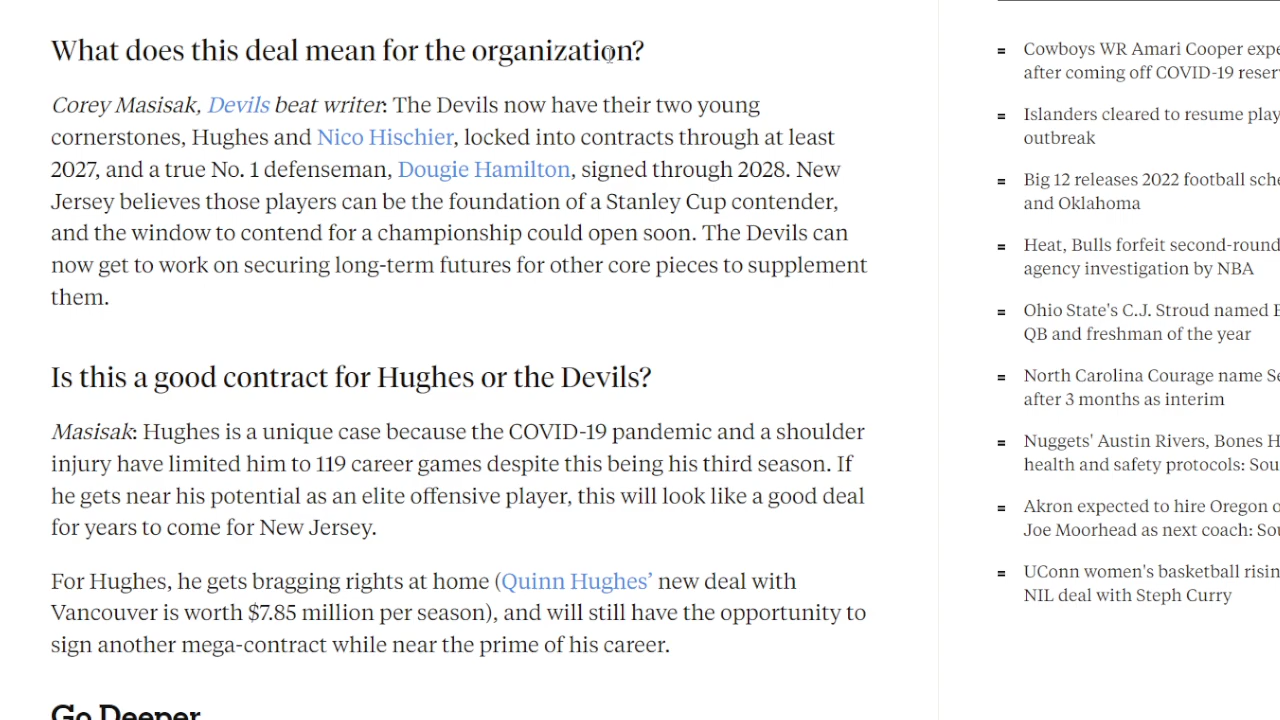 What does this deal mean for the organization?
Corey Masisak, Devils beat writer: The Devils now have their two young
cornerstones, Hughes and Nico Hischier, locked into contracts through at least
2027, and a true No. 1 defenseman, Dougie Hamilton, signed through 2028. New
Jersey believes those players can be the foundation of a Stanley Cup contender,
and the window to contend for a championship could open soon. The Devils can
now get to work on securing long-term futures for other core pieces to supplement
them.
Is this a good contract for Hughes or the Devils?
Masisak: Hughes is a unique case because the COVID-19 pandemic and a shoulder
injury have limited him to 119 career games despite this being his third season. If
he gets near his potential as an elite offensive player, this will look like a good deal
for years to come for New Jersey.
For Hughes, he gets bragging rights at home (Quinn Hughes’ new deal with
Vancouver is worth $7.85 million per season), and will still have the opportunity to
sign another mega-contract while near the prime of his career.
Go Deeper
Cowboys WR Amari Cooper expe
after coming off COVID-19 reser
Islanders cleared to resume play
outbreak
Big 12 releases 2022 football sche
and Oklahoma
Heat, Bulls forfeit second-round
agency investigation by NBA
Ohio State's C.J. Stroud named
QB and freshman of the year
North Carolina Courage name Se
after 3 months as interim
Nuggets' Austin Rivers, Bones H
health and safety protocols: Sou
Akron expected to hire Oregon o
Joe Moorhead as next coach: Sou
UConn women's basketball risin
NIL deal with Steph Curry